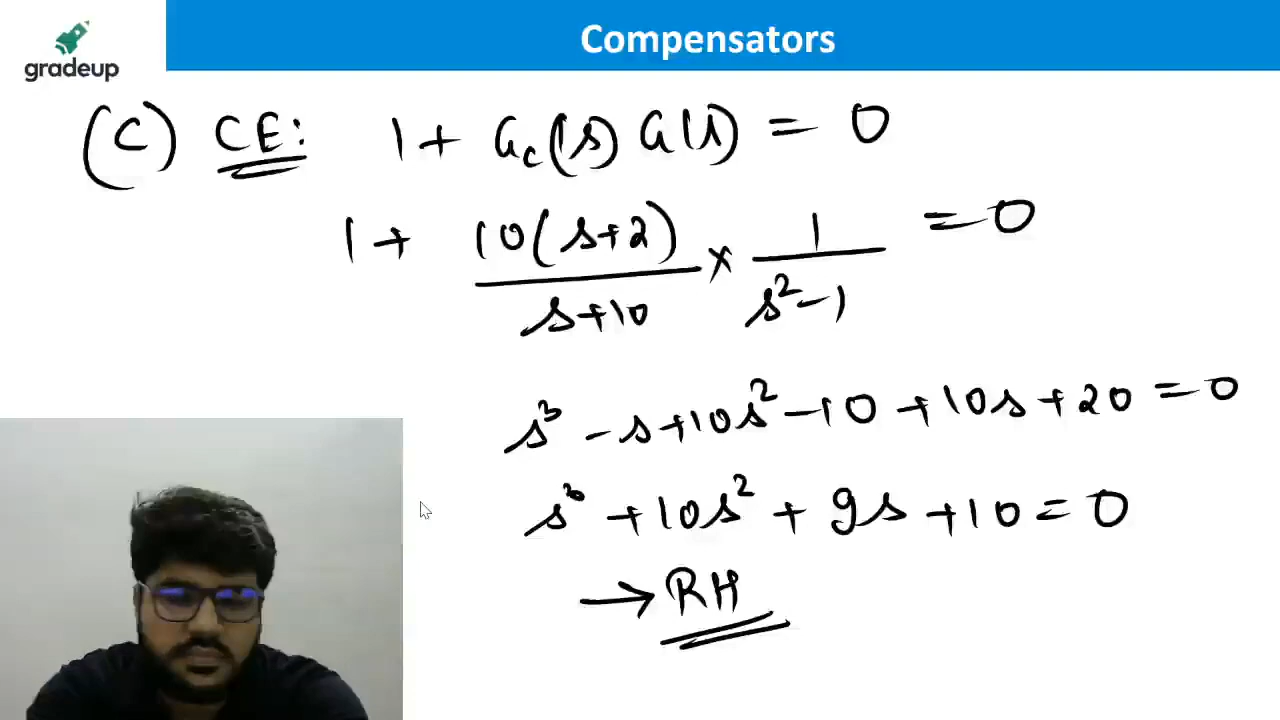 gradeup
Compensators
(C) CE: 1 + Gc(s) G(s) = 0
1 + 10(s+2) / s+10 × 1 / s² - 1 = 0
s³ - s + 10s² - 10 + 10s + 20 = 0
s³ + 10s² + 9s + 10 = 0
→ RH